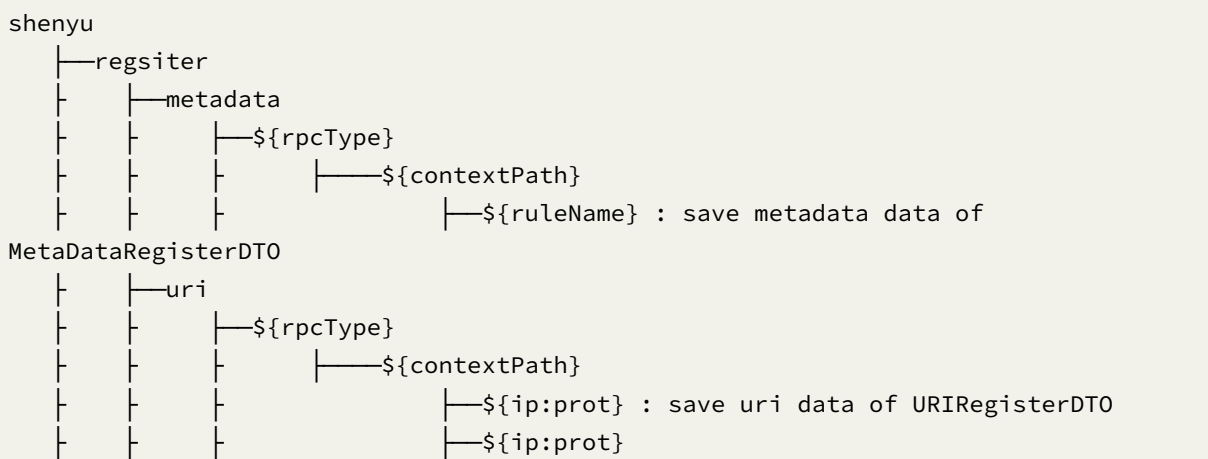 shenyu
   ├──regsiter
   ├    ├──metadata
   ├    ├     ├──${rpcType}
   ├    ├     ├      ├────${contextPath}
   ├    ├     ├               ├──${ruleName} : save metadata data of
MetaDataRegisterDTO
   ├    ├──uri
   ├    ├     ├──${rpcType}
   ├    ├     ├      ├────${contextPath}
   ├    ├     ├               ├──${ip:prot} : save uri data of URIRegisterDTO
   ├    ├     ├               ├──${ip:prot}